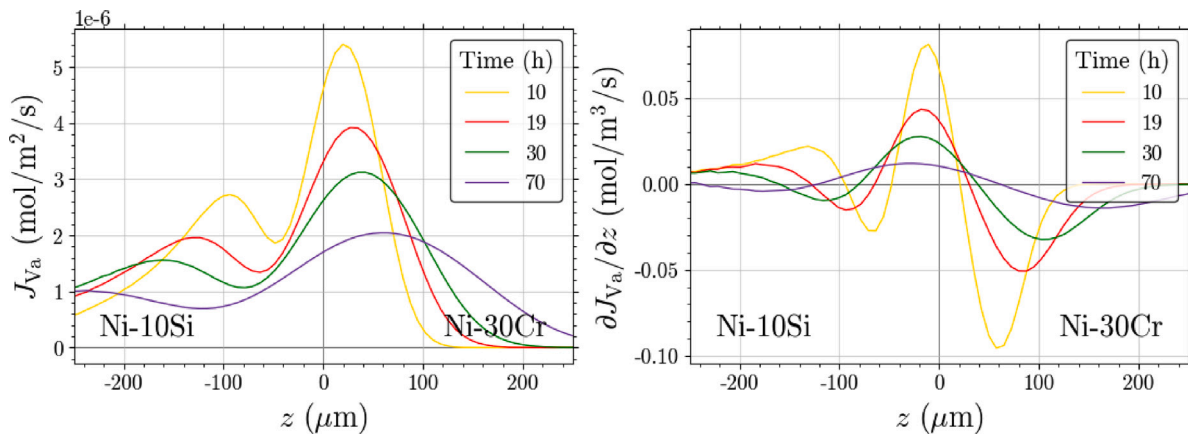 1e-6
J_Va (mol/m²/s)
5
4
3
2
1
0
Time (h)
10
19
30
70
Ni-10Si
Ni-30Cr
-200
-100
0
100
200
z (μm)
∂J_Va/∂z (mol/m³/s)
0.05
0.00
-0.05
-0.10
Time (h)
10
19
30
70
Ni-10Si
Ni-30Cr
-200
-100
0
100
200
z (μm)